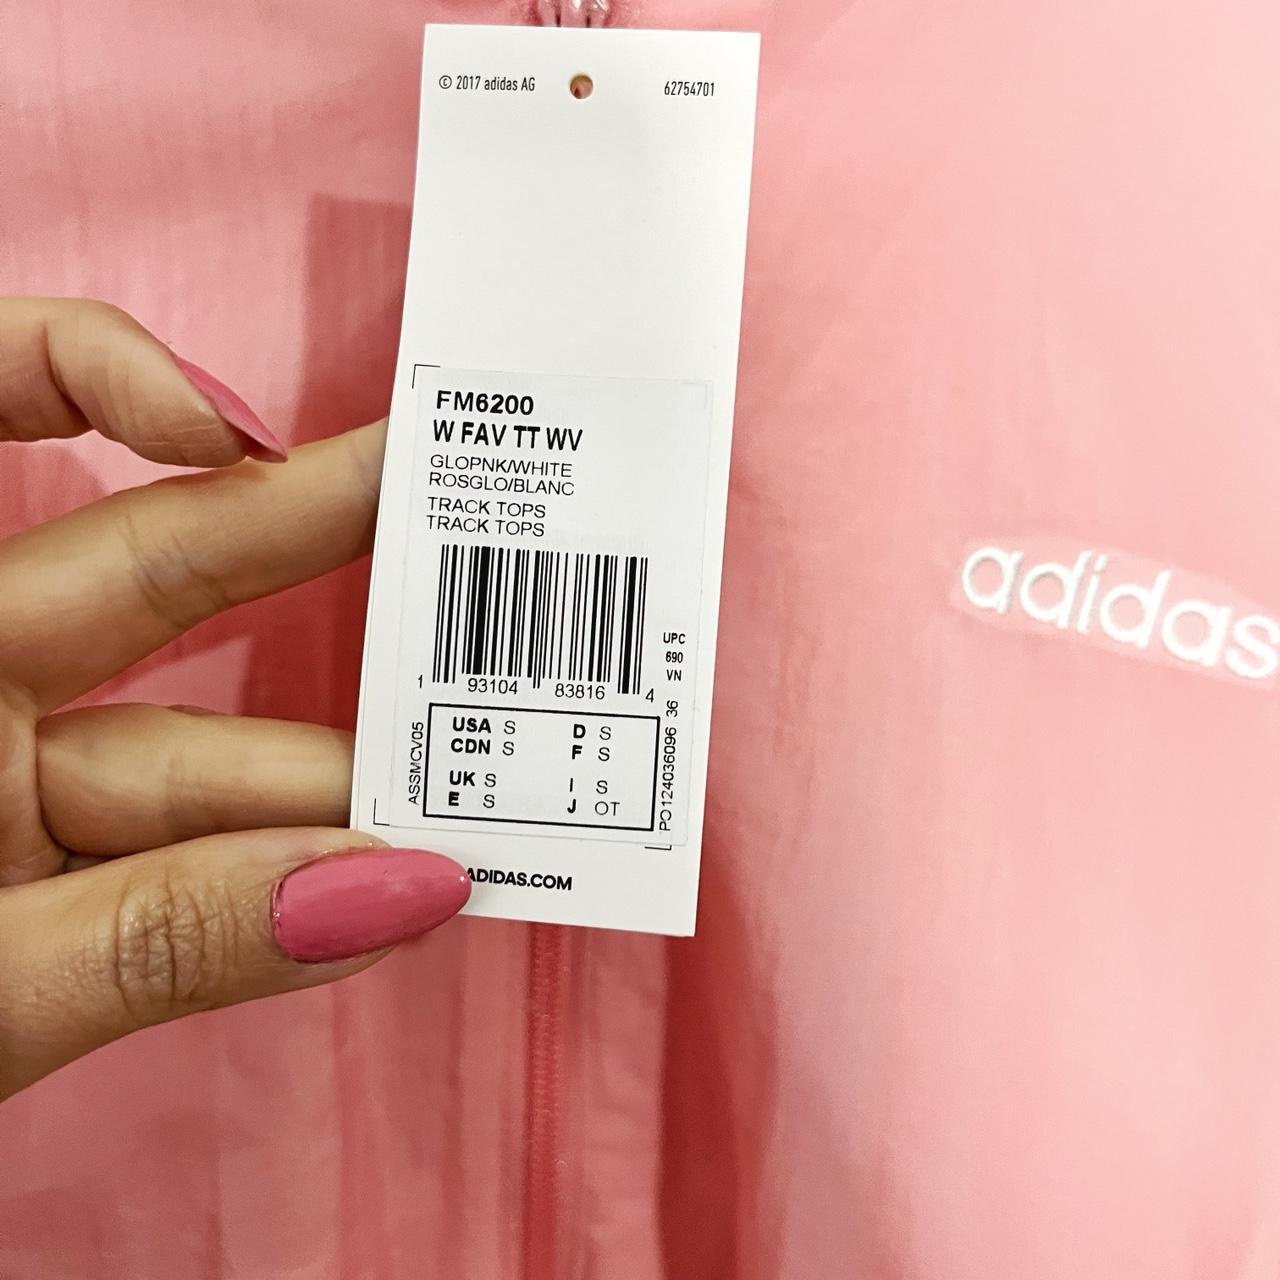 © 2017 adidas AG
62754701
FM6200
W FAV TT WV
GLOPNK/WHITE
ROSGLO/BLANC
TRACK TOPS
TRACK TOPS
UPC
690
VN
1 93104 83816 4
ASSMCV05
USA S D S
CDN S F S
UK S I S
E S J OT
PO124036096 36
ADIDAS.COM
adidas